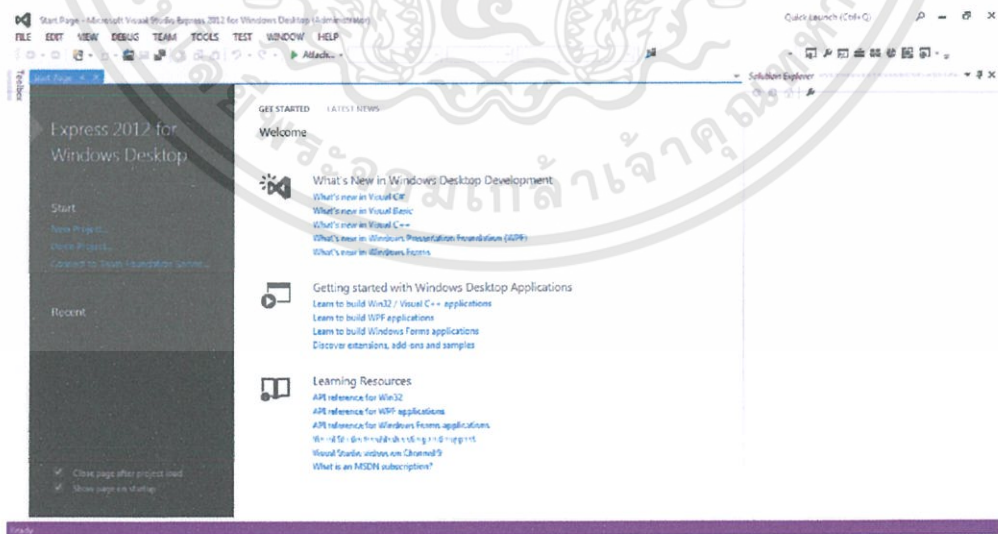 Start Page - Microsoft Visual Studio Express 2012 for Windows Desktop (Administrator)
Quick Launch (Ctrl+Q)
FILE EDIT VIEW DEBUG TEAM TOOLS TEST WINDOW HELP
Attach...
Toolbox
Start Page
Solution Explorer
Express 2012 for
Windows Desktop
Start
New Project...
Open Project...
Connect to Team Foundation Server...
Recent
Close page after project load
Show page on startup
GET STARTED LATEST NEWS
Welcome
What's New in Windows Desktop Development
What's new in Visual C#
What's new in Visual Basic
What's new in Visual C++
What's new in Windows Presentation Foundation (WPF)
What's new in Windows Forms
Getting started with Windows Desktop Applications
Learn to build Win32 / Visual C++ applications
Learn to build WPF applications
Learn to build Windows Forms applications
Discover extensions, add-ons and samples
Learning Resources
API reference for Win32
API reference for WPF applications
API reference for Windows Forms applications
Visual Studio troubleshooting and support
Visual Studio videos on Channel 9
What is an MSDN subscription?
Ready